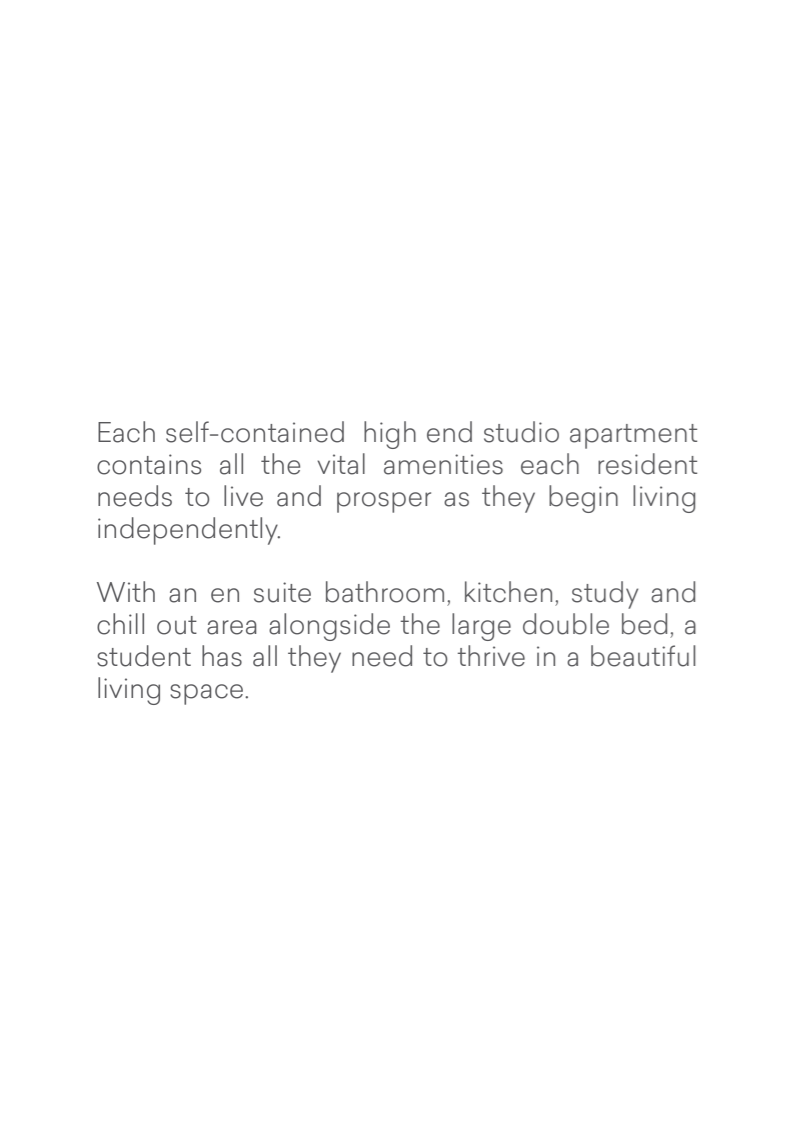 Each self-contained  high end studio apartment
contains all the vital amenities each resident
needs to live and prosper as they begin living
independently.
With an en suite bathroom, kitchen, study and
chill out area alongside the large double bed, a
student has all they need to thrive in a beautiful
living space.